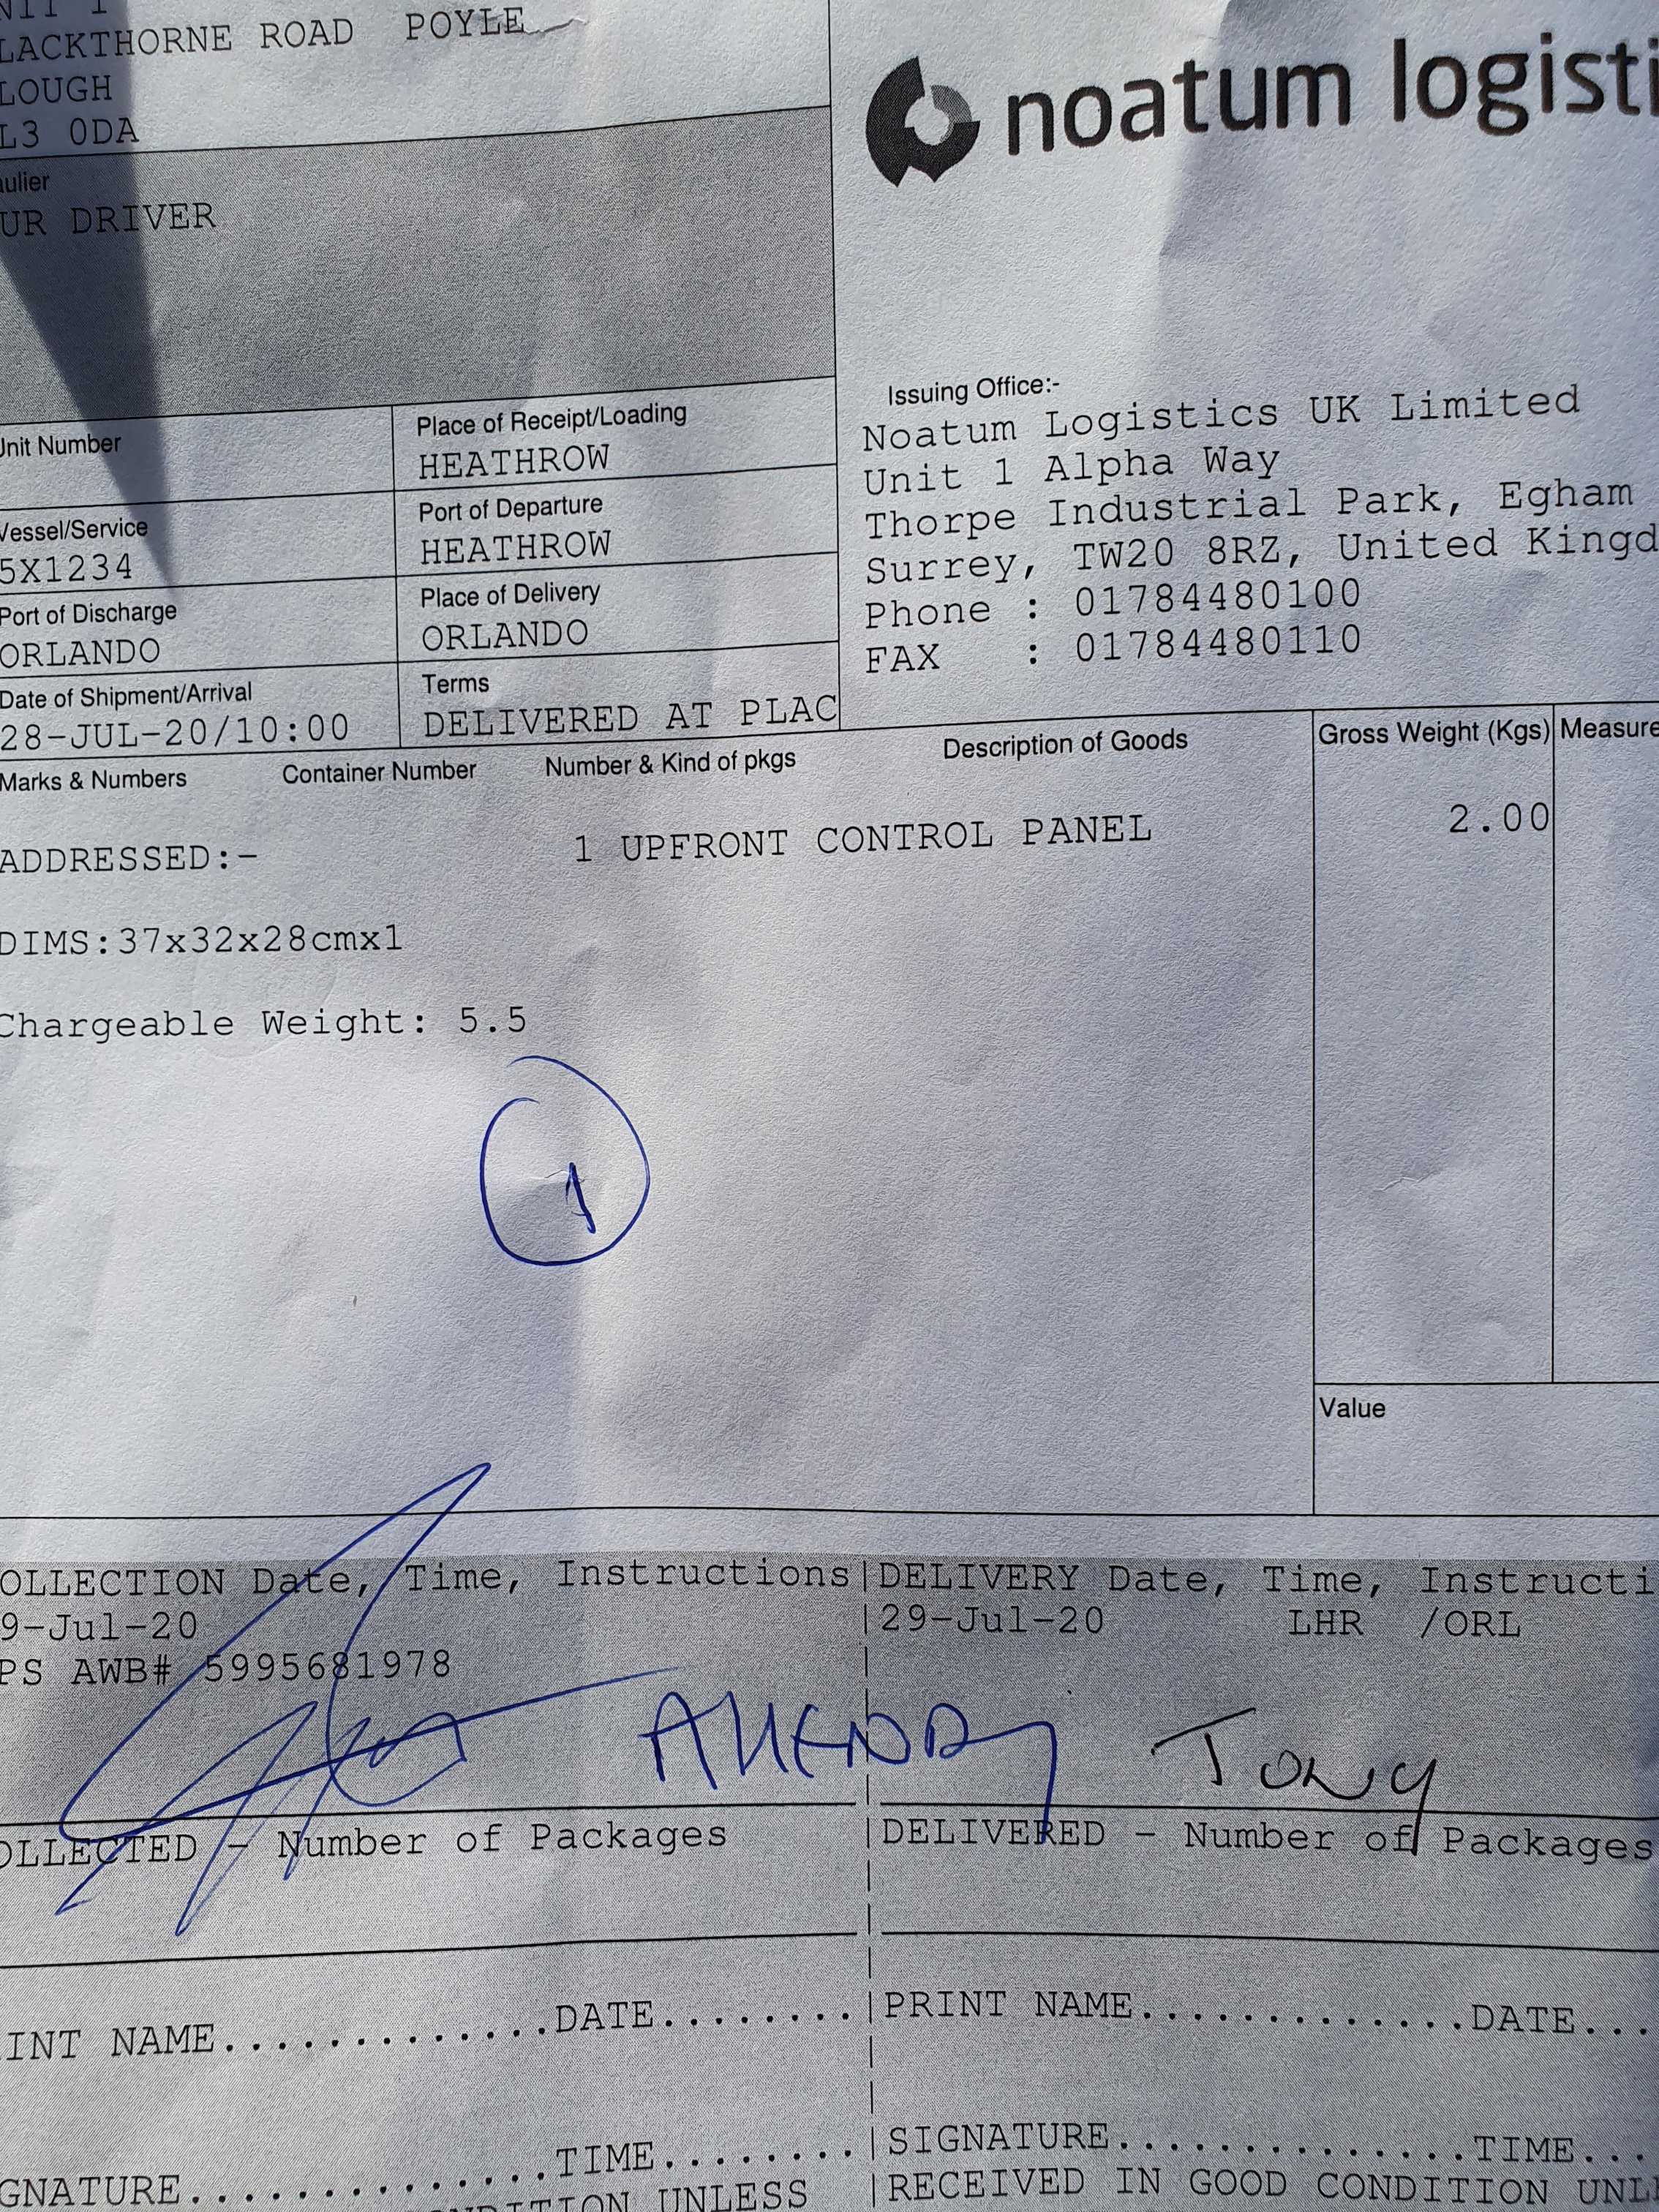 LACKTHORNE ROAD POYLE
LOUGH
L3 0DA
noatum logisti
aulier
UR DRIVER
Issuing Office:-
Noatum Logistics UK Limited
Unit 1 Alpha Way
Thorpe Industrial Park, Egham
Surrey, TW20 8RZ, United Kingd
Phone : 01784480100
FAX : 01784480110
Unit Number
Place of Receipt/Loading
HEATHROW
Vessel/Service
5X1234
Port of Departure
HEATHROW
Port of Discharge
ORLANDO
Place of Delivery
ORLANDO
Date of Shipment/Arrival
28-JUL-20/10:00
Terms
DELIVERED AT PLAC
Marks & Numbers Container Number Number & Kind of pkgs Description of Goods Gross Weight (Kgs) Measure
ADDRESSED:- 1 UPFRONT CONTROL PANEL 2.00
DIMS:37x32x28cmx1
Chargeable Weight: 5.5
1
Value
OLLECTION Date, Time, Instructions|DELIVERY Date, Time, Instructi
9-Jul-20 |29-Jul-20 LHR /ORL
PS AWB# 5995681978
Tony
OLLECTED - Number of Packages |DELIVERED - Number of Packages
INT NAME.............DATE........|PRINT NAME.............DATE...
GNATURE..............TIME........|SIGNATURE..............TIME...
NDITION UNLESS |RECEIVED IN GOOD CONDITION UNL